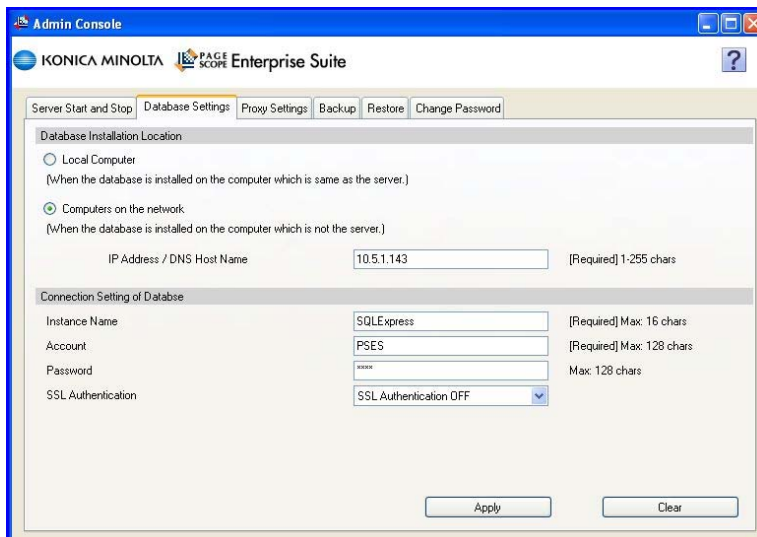 Admin Console
KONICA MINOLTA PAGE SCOPE Enterprise Suite ?
Server Start and Stop Database Settings Proxy Settings Backup Restore Change Password
Database Installation Location
Local Computer
(When the database is installed on the computer which is same as the server.)
Computers on the network
(When the database is installed on the computer which is not the server.)
IP Address / DNS Host Name 10.5.1.143 [Required] 1-255 chars
Connection Setting of Databse
Instance Name SQLExpress [Required] Max: 16 chars
Account PSES [Required] Max: 128 chars
Password **** Max: 128 chars
SSL Authentication SSL Authentication OFF
Apply Clear